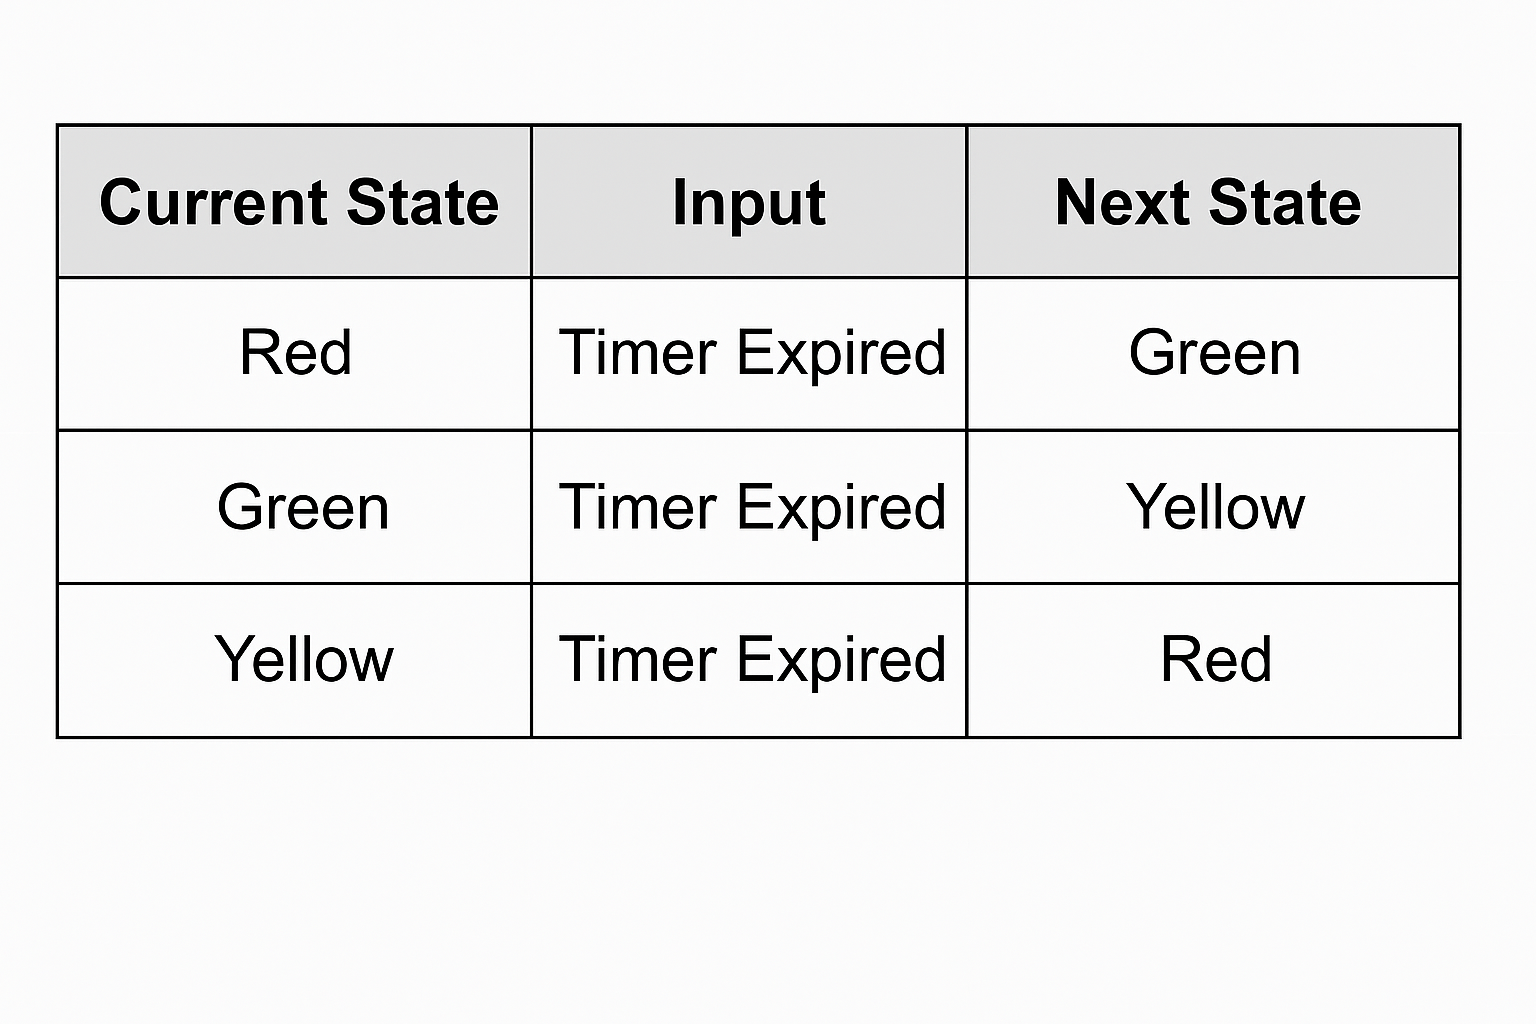 Current State Input Next State
Red Timer Expired Green
Green Timer Expired Yellow
Yellow Timer Expired Red